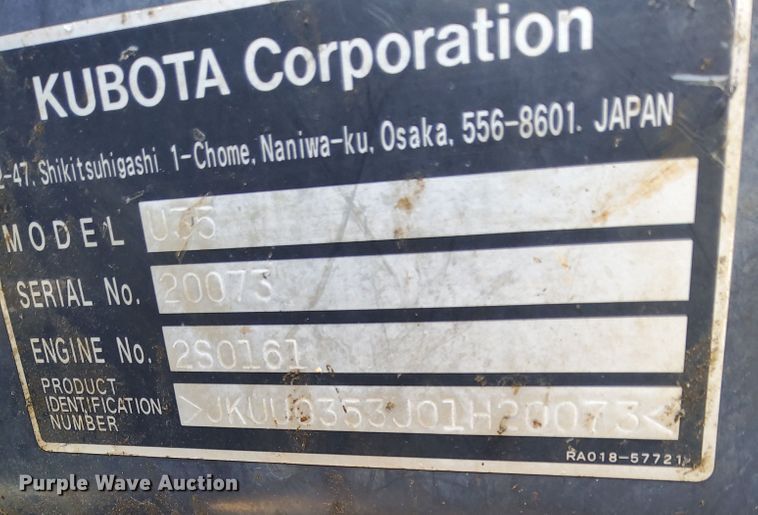 KUBOTA Corporation
2-47, Shikitsuhigashi 1-Chome, Naniwa-ku, Osaka, 556-8601. JAPAN
MODEL U35
SERIAL No. 20073
ENGINE No. 2S0161
PRODUCT
IDENTIFICATION
NUMBER
>JKUU0353J01H20073<
RA018-57721
Purple Wave Auction